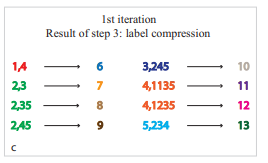 1st iteration
Result of step 3: label compression
1,4 → 6 3,245 → 10
2,3 → 7 4,1135 → 11
2,35 → 8 4,1235 → 12
2,45 → 9 5,234 → 13
c